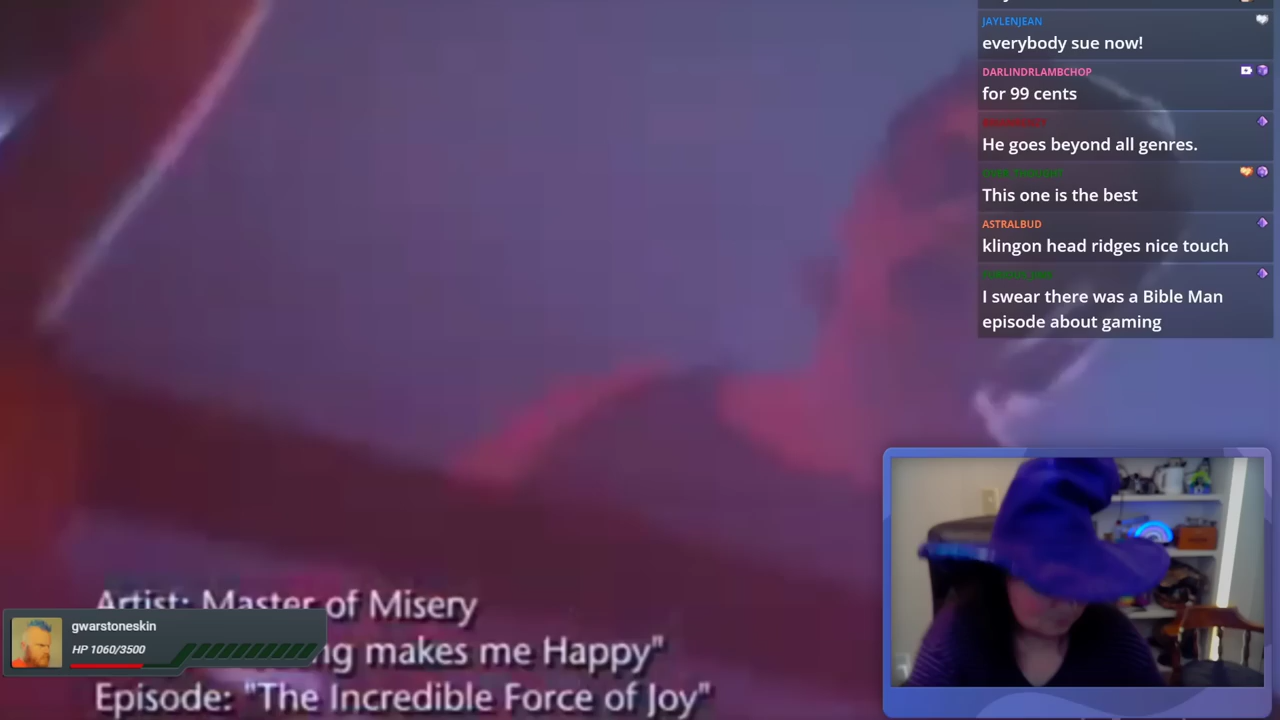 JAYLENJEAN
everybody sue now!
DARLINDRLAMBCHOP
for 99 cents
He goes beyond all genres.
This one is the best
ASTRALBUD
klingon head ridges nice touch
I swear there was a Bible Man
episode about gaming
Artist: Master of Misery
gwarstoneskin
HP 1060/3500
makes me Happy"
Episode: "The Incredible Force of Joy"